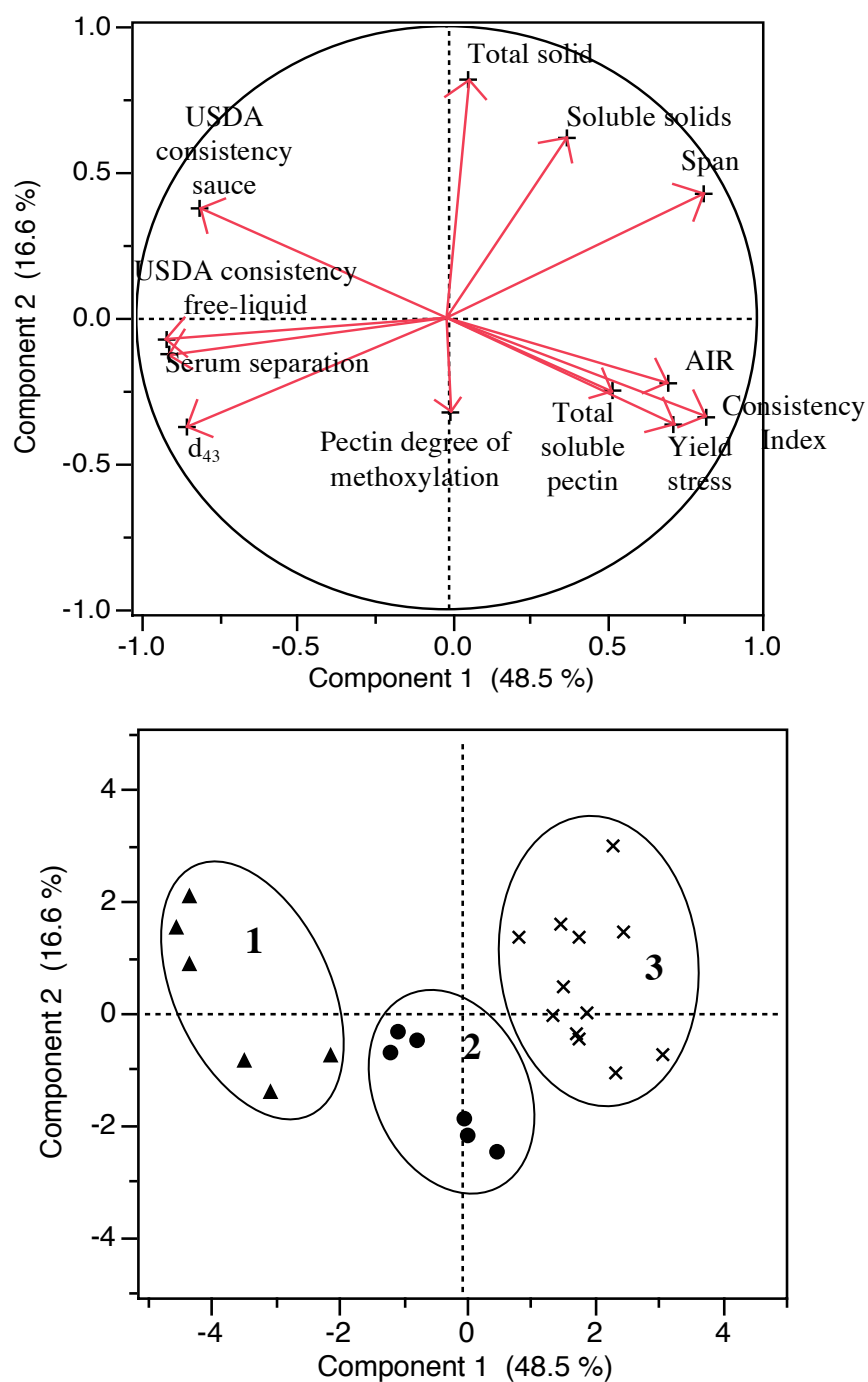 1.0
0.5
0.0
-0.5
-1.0
Component 2 (16.6 %)
Total solid
USDA
consistency
sauce
Soluble solids
Span
USDA consistency
free-liquid
Serum separation
d43
AIR
Consistency
Index
Pectin degree of
methoxylation
Total
soluble
pectin
Yield
stress
-1.0 -0.5 0.0 0.5 1.0
Component 1 (48.5 %)
4
2
0
-2
-4
Component 2 (16.6 %)
1
2
3
-4 -2 0 2 4
Component 1 (48.5 %)